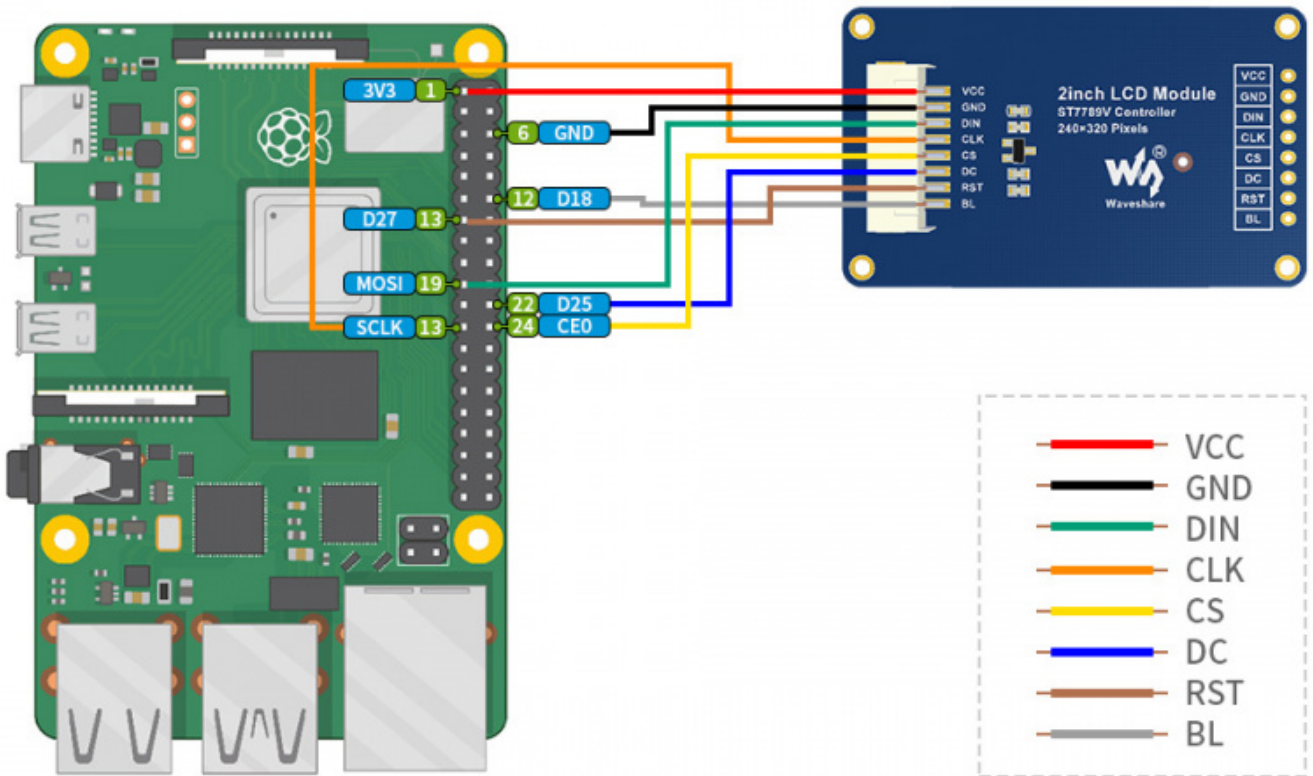 3V3 1
6 GND
12 D18
D27 13
MOSI 19
22 D25
24 CE0
SCLK 13
VCC
GND
DIN
CLK
CS
DC
RST
BL
2inch LCD Module
ST7789V Controller
240×320 Pixels
®
Waveshare
VCC
GND
DIN
CLK
CS
DC
RST
BL
VCC
GND
DIN
CLK
CS
DC
RST
BL